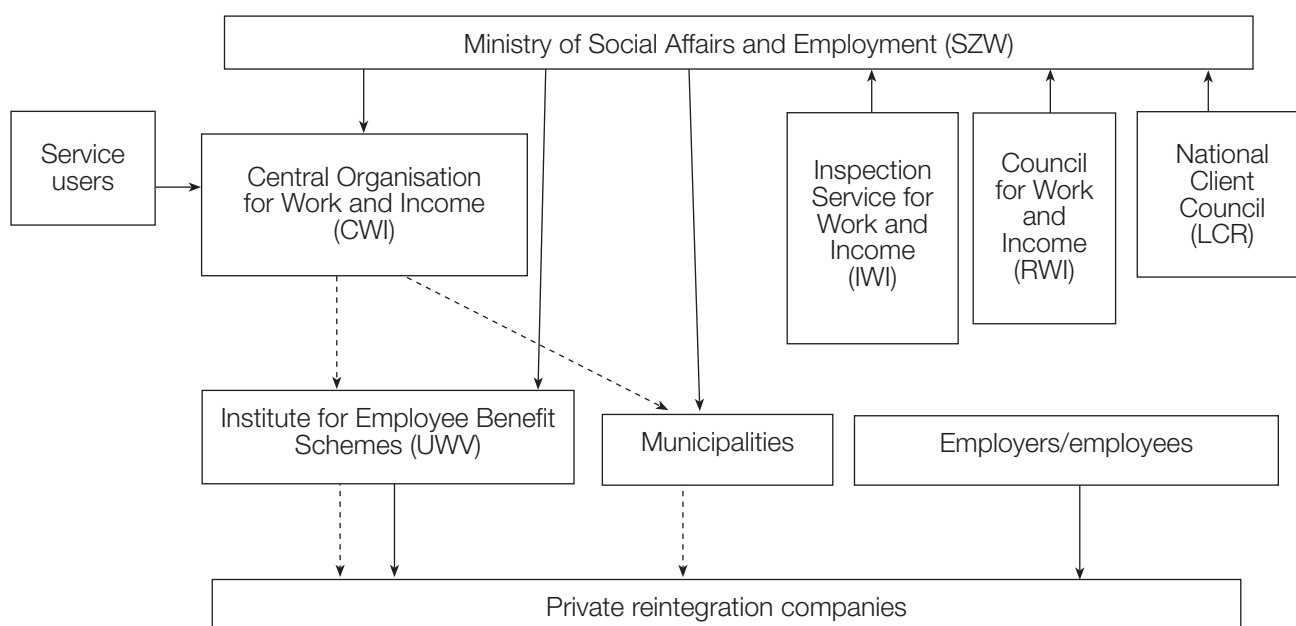 Ministry of Social Affairs and Employment (SZW)
Service
users
Central Organisation
for Work and Income
(CWI)
Inspection
Service for
Work and
Income
(IWI)
Council
for Work
and
Income
(RWI)
National
Client
Council
(LCR)
Institute for Employee Benefit
Schemes (UWV)
Municipalities
Employers/employees
Private reintegration companies